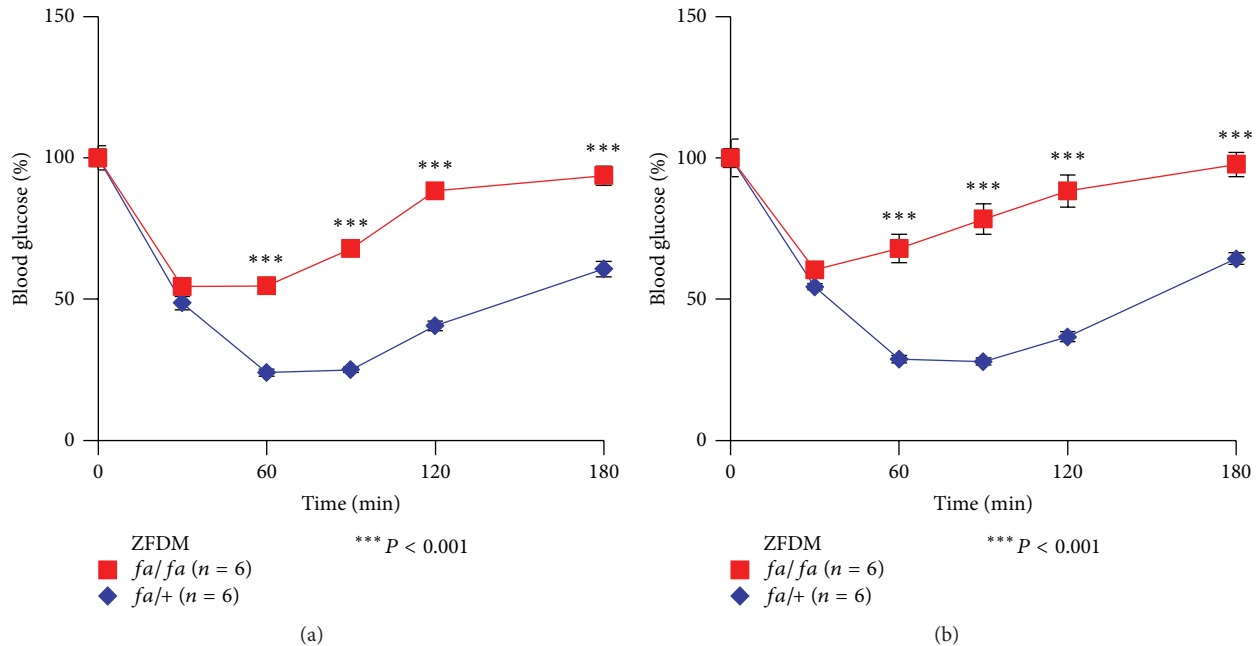 150
100
50
0
Blood glucose (%)
***
***
***
***
0
60
120
180
Time (min)
ZFDM
fa/fa (n = 6)
fa/+ (n = 6)
*** P < 0.001
(a)
150
100
50
0
Blood glucose (%)
***
***
***
***
0
60
120
180
Time (min)
ZFDM
fa/fa (n = 6)
fa/+ (n = 6)
*** P < 0.001
(b)